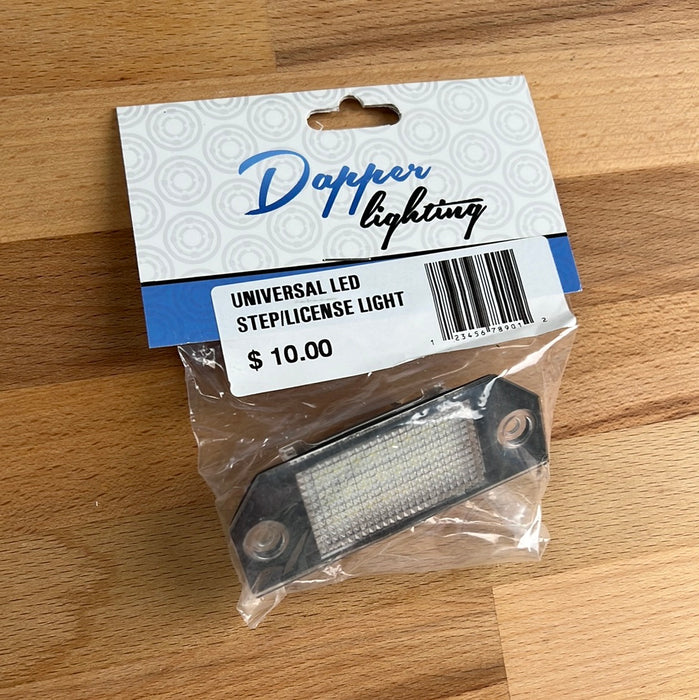 Dapper
lighting
UNIVERSAL LED
STEP/LICENSE LIGHT
$ 10.00
1 23456 78901 2